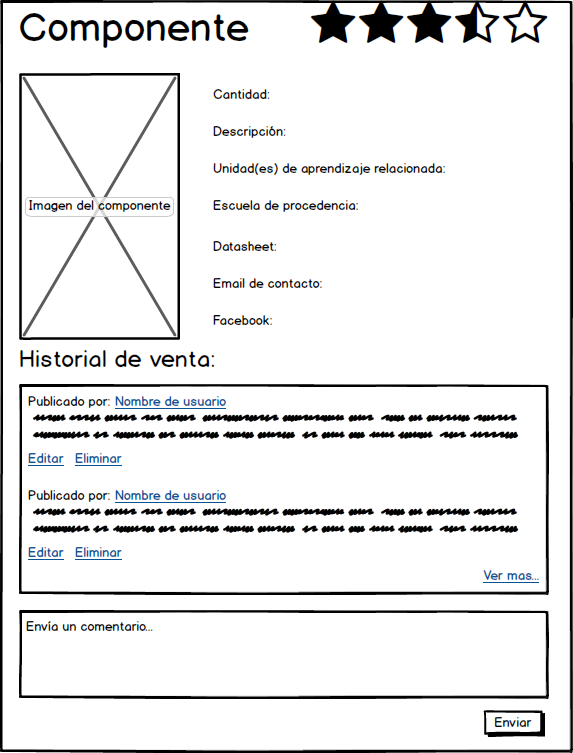 Componente
Cantidad:
Descripción:
Unidad(es) de aprendizaje relacionada:
Imagen del componente
Escuela de procedencia:
Datasheet:
Email de contacto:
Facebook:
Historial de venta:
Publicado por: Nombre de usuario
Editar Eliminar
Publicado por: Nombre de usuario
Editar Eliminar
Ver mas...
Envía un comentario...
Enviar